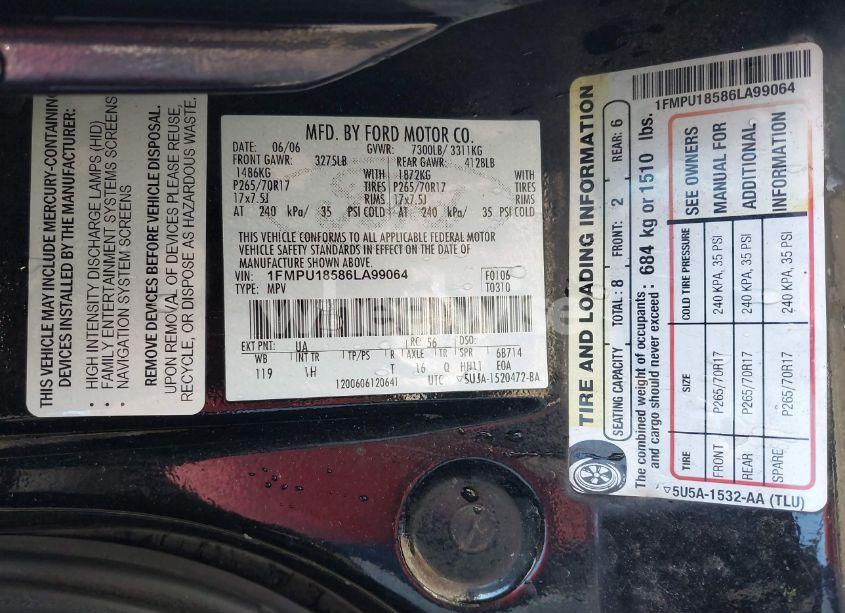 THIS VEHICLE MAY INCLUDE MERCURY-CONTAINING
DEVICES INSTALLED BY THE MANUFACTURER:
· HIGH INTENSITY DISCHARGE LAMPS (HID)
· FAMILY ENTERTAINMENT SYSTEMS SCREENS
· NAVIGATION SYSTEM SCREENS
REMOVE DEVICES BEFORE VEHICLE DISPOSAL.
UPON REMOVAL OF DEVICES PLEASE REUSE,
RECYCLE, OR DISPOSE AS HAZARDOUS WASTE.
MFD. BY FORD MOTOR CO.
DATE: 06/06 GVWR: 7300LB/ 3311KG
FRONT GAWR: 3275LB REAR GAWR: 4128LB
1486KG WITH 1872KG WITH
P265/70R17 TIRES P265/70R17 TIRES
17x7.5J RIMS 17x7.5J RIMS
AT 240 kPa/ 35 PSI COLD AT 240 kPa/ 35 PSI COLD
THIS VEHICLE CONFORMS TO ALL APPLICABLE FEDERAL MOTOR
VEHICLE SAFETY STANDARDS IN EFFECT ON THE DATE OF
MANUFACTURE SHOWN ABOVE.
VIN: 1FMPU18586LA99064 F0106
TYPE: MPV T0310
EXT PNT: UA RC: 56 DSO:
WB INT TR TP/PS R AXLE TR SPR 6B714
119 LH T 16 Q HH11 EOA
1200606120641 UTC ▽5U3A-1520472-BA
1FMPU18586LA99064
TIRE AND LOADING INFORMATION
SEATING CAPACITY TOTAL: 8 FRONT: 2 REAR: 6
The combined weight of occupants
and cargo should never exceed: 684 kg or 1510 lbs.
TIRE SIZE COLD TIRE PRESSURE SEE OWNERS
FRONT P265/70R17 240 KPA, 35 PSI MANUAL FOR
REAR P265/70R17 240 KPA, 35 PSI ADDITIONAL
SPARE P265/70R17 240 KPA, 35 PSI INFORMATION
▽5U5A-1532-AA (TLU)